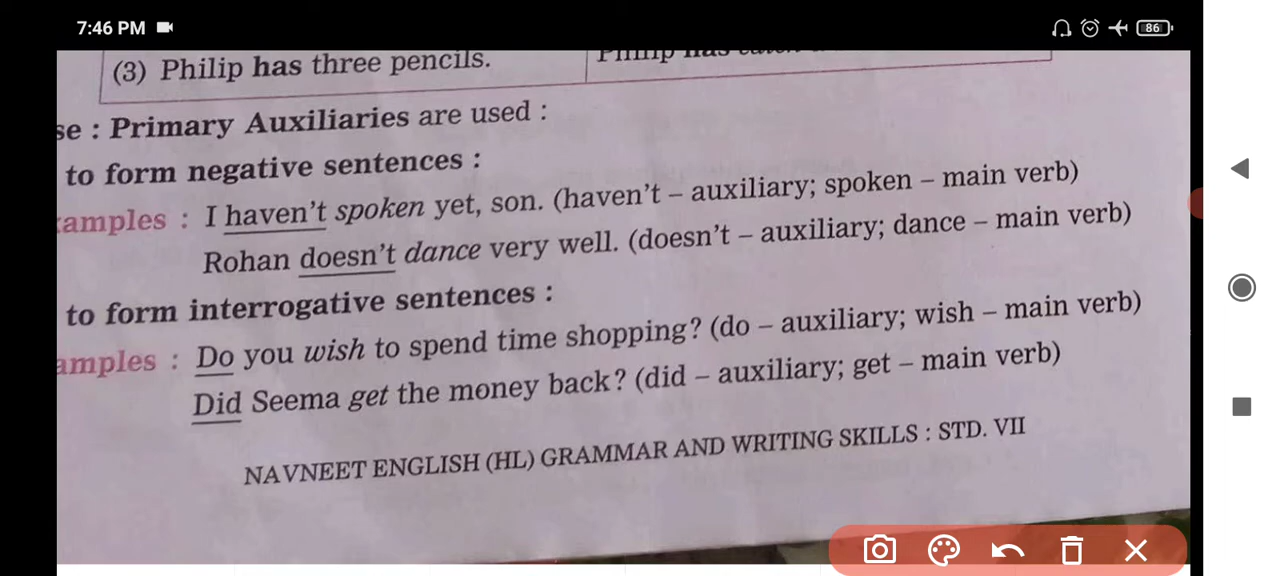 7:46 PM
86
(3) Philip has three pencils.
Philip has
se : Primary Auxiliaries are used :
to form negative sentences :
amples : I haven't spoken yet, son. (haven't – auxiliary; spoken – main verb)
Rohan doesn't dance very well. (doesn't – auxiliary; dance – main verb)
to form interrogative sentences :
amples : Do you wish to spend time shopping? (do – auxiliary; wish – main verb)
Did Seema get the money back? (did – auxiliary; get – main verb)
NAVNEET ENGLISH (HL) GRAMMAR AND WRITING SKILLS : STD. VII